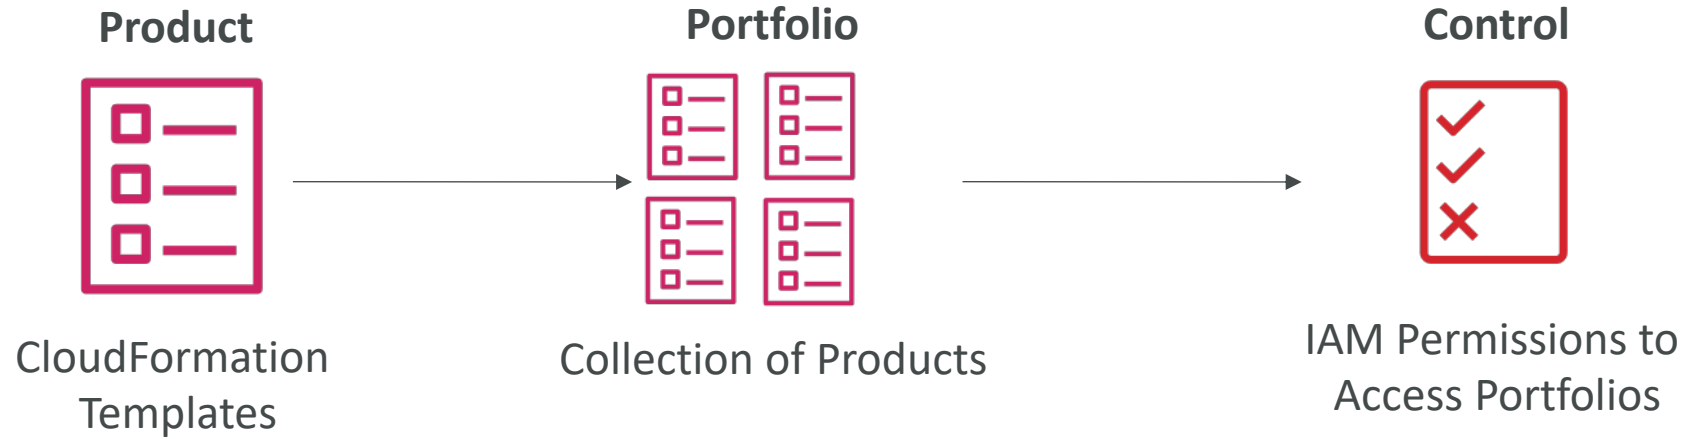 Product
Portfolio
Control
CloudFormation
Templates
Collection of Products
IAM Permissions to
Access Portfolios